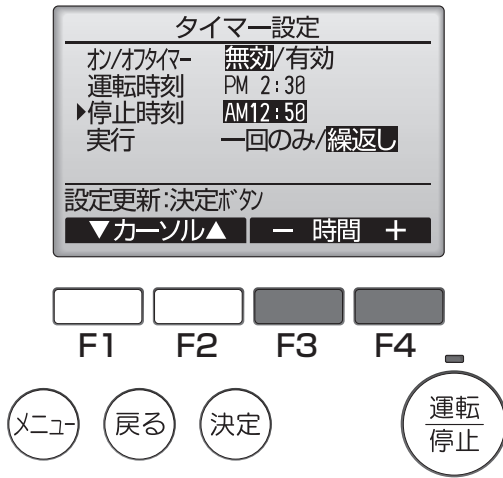 タイマー設定
オン/オフタイマー 無効/有効
運転時刻 PM 2:30
▶停止時刻 AM12:50
実行 一回のみ/繰返し
設定更新:決定ボタン
▼カーソル▲ − 時間 +
F1 F2 F3 F4
メニュー 戻る 決定 運転
停止